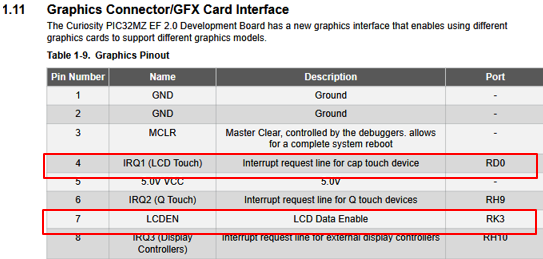 1.11 Graphics Connector/GFX Card Interface
The Curiosity PIC32MZ EF 2.0 Development Board has a new graphics interface that enables using different
graphics cards to support different graphics models.
Table 1-9. Graphics Pinout
Pin Number Name Description Port
1 GND Ground -
2 GND Ground -
3 MCLR Master Clear, controlled by the debuggers. allows -
for a complete system reboot
4 IRQ1 (LCD Touch) Interrupt request line for cap touch device RD0
5 5.0V VCC 5.0V -
6 IRQ2 (Q Touch) Interrupt request lines for Q touch devices RH9
7 LCDEN LCD Data Enable RK3
8 IRQ3 (Display Interrupt request line for external display controllers RH10
Controllers)